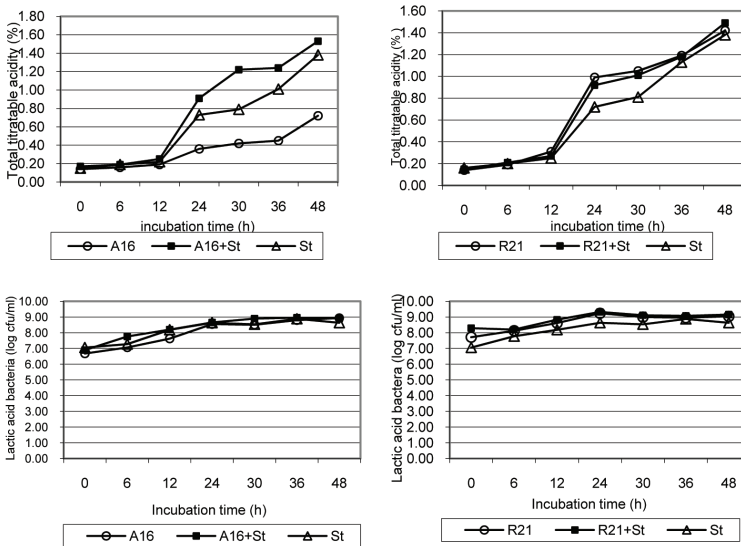 Total titratable acidity (%)
1.80
1.60
1.40
1.20
1.00
0.80
0.60
0.40
0.20
0.00
0 6 12 24 30 36 48
incubation time (h)
A16 A16+St St
Total titratable acidity (% )
1.60
1.40
1.20
1.00
0.80
0.60
0.40
0.20
0.00
0 6 12 24 30 36 48
incubation time (h)
R21 R21+St St
Lactic acid bacteria (log cfu/ml)
10.00
9.00
8.00
7.00
6.00
5.00
4.00
3.00
2.00
1.00
0.00
0 6 12 24 30 36 48
Incubation time (h)
A16 A16+St St
Lactic acid bacteria (log cfu/ml)
10.00
9.00
8.00
7.00
6.00
5.00
4.00
3.00
2.00
1.00
0.00
0 6 12 24 30 36 48
Incubation time (h)
R21 R21+St St